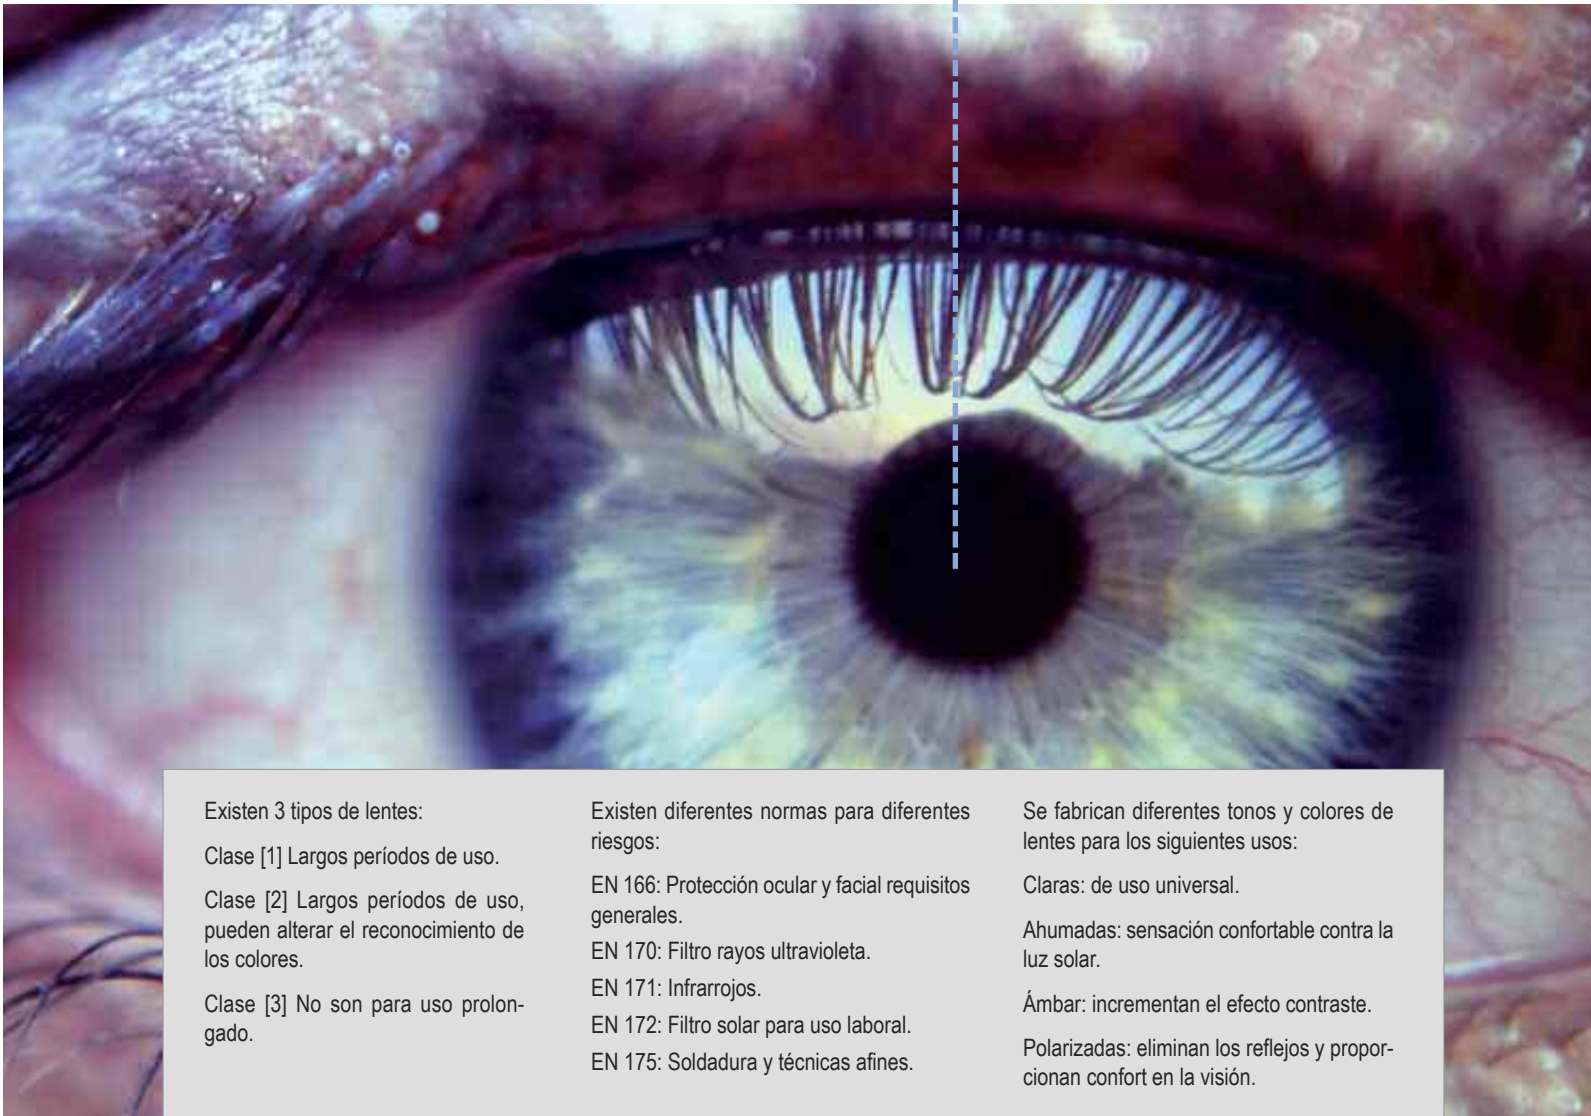 Existen 3 tipos de lentes:
Clase [1] Largos períodos de uso.
Clase [2] Largos períodos de uso,
pueden alterar el reconocimiento de
los colores.
Clase [3] No son para uso prolon-
gado.
Existen diferentes normas para diferentes
riesgos:
EN 166: Protección ocular y facial requisitos
generales.
EN 170: Filtro rayos ultravioleta.
EN 171: Infrarrojos.
EN 172: Filtro solar para uso laboral.
EN 175: Soldadura y técnicas afines.
Se fabrican diferentes tonos y colores de
lentes para los siguientes usos:
Claras: de uso universal.
Ahumadas: sensación confortable contra la
luz solar.
Ámbar: incrementan el efecto contraste.
Polarizadas: eliminan los reflejos y propor-
cionan confort en la visión.